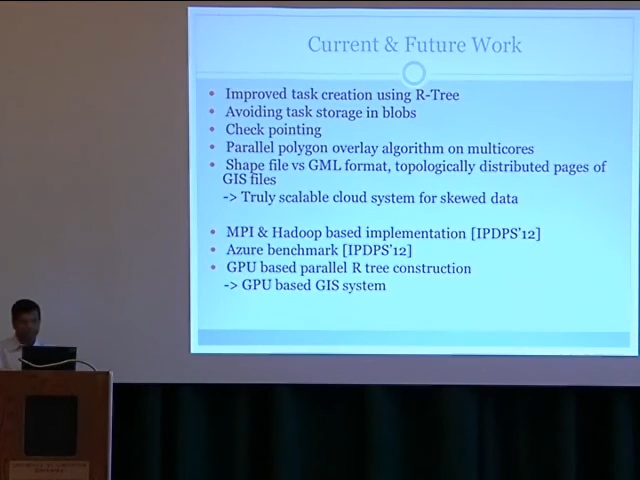 Current & Future Work
• Improved task creation using R-Tree
• Avoiding task storage in blobs
• Check pointing
• Parallel polygon overlay algorithm on multicores
• Shape file vs GML format, topologically distributed pages of
GIS files
-> Truly scalable cloud system for skewed data
• MPI & Hadoop based implementation [IPDPS'12]
• Azure benchmark [IPDPS'12]
• GPU based parallel R tree construction
-> GPU based GIS system